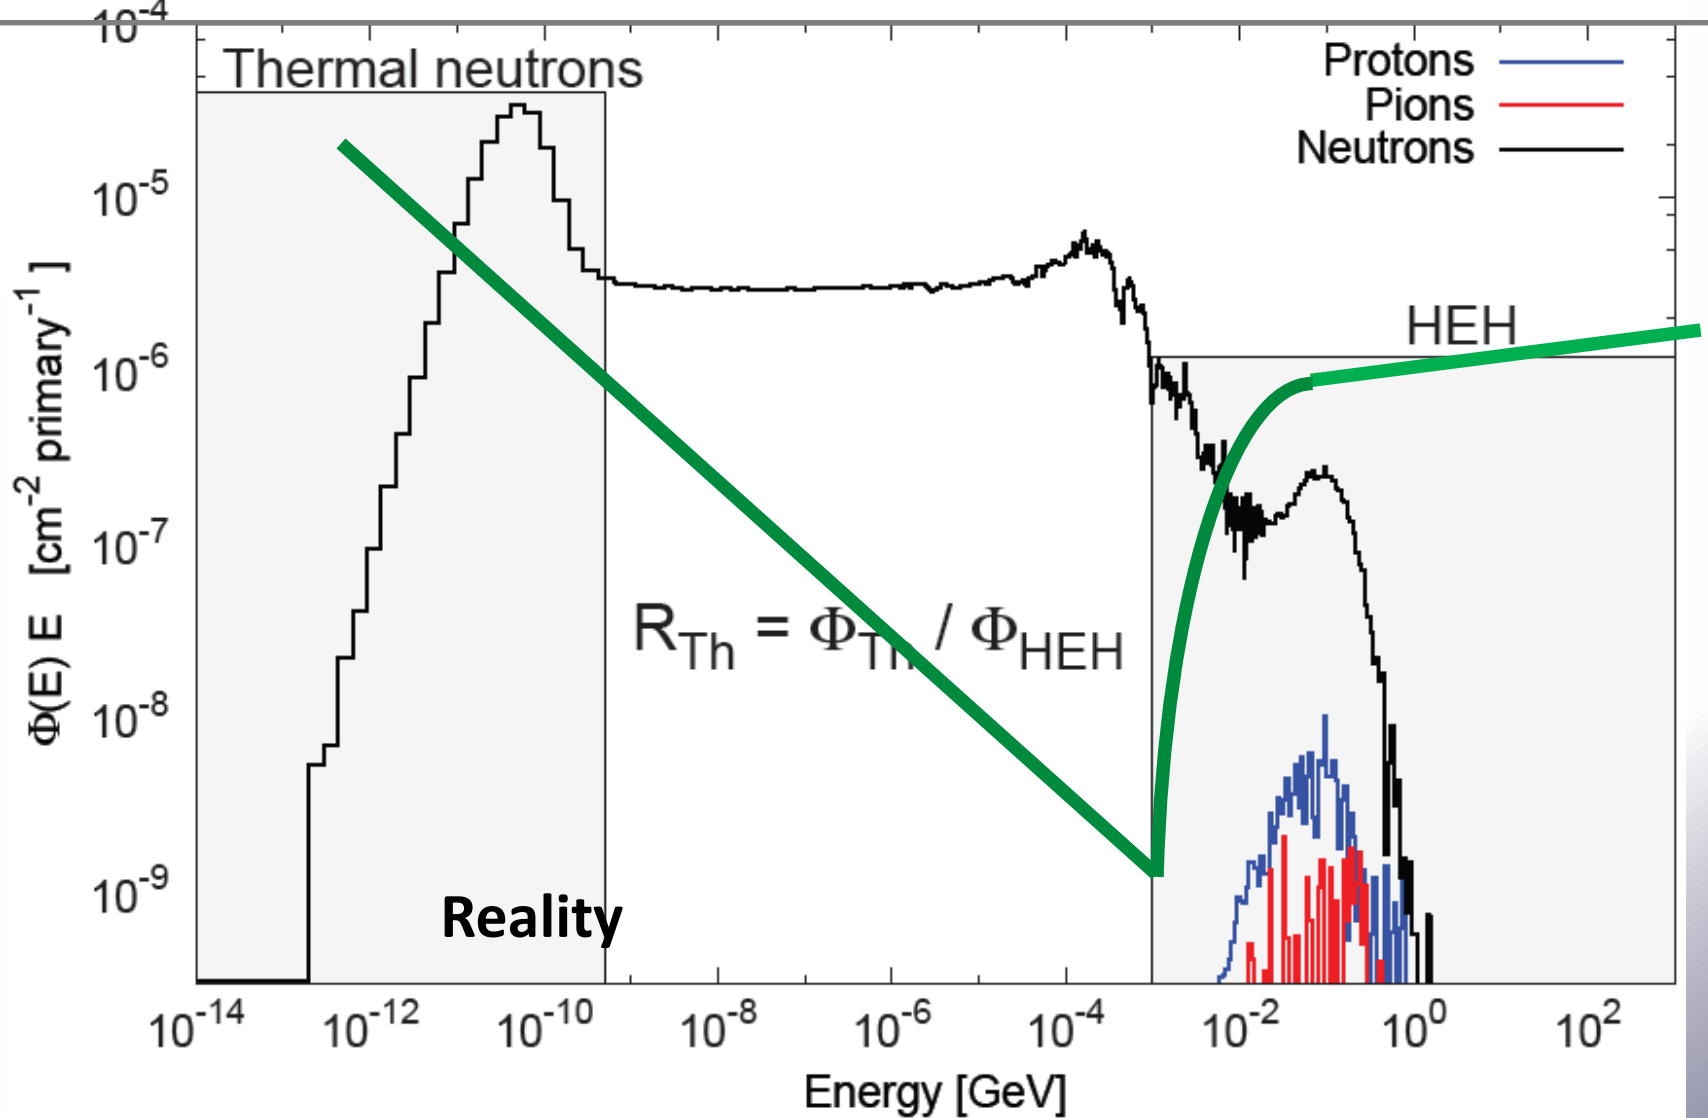 10-4
Thermal neutrons
Protons
Pions
Neutrons
10-5
HEH
10-6
Φ(E) E [cm-2 primary-1 ]
10-7
RTh = ΦTh / ΦHEH
10-8
10-9
Reality
10-14 10-12 10-10 10-8 10-6 10-4 10-2 100 102
Energy [GeV]